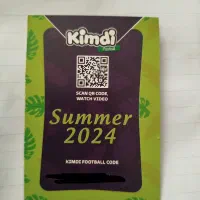 Kimdi
SCAN QR CODE,
WATCH VIDEO
Summer
2024
KIMDI FOOTBALL CODE